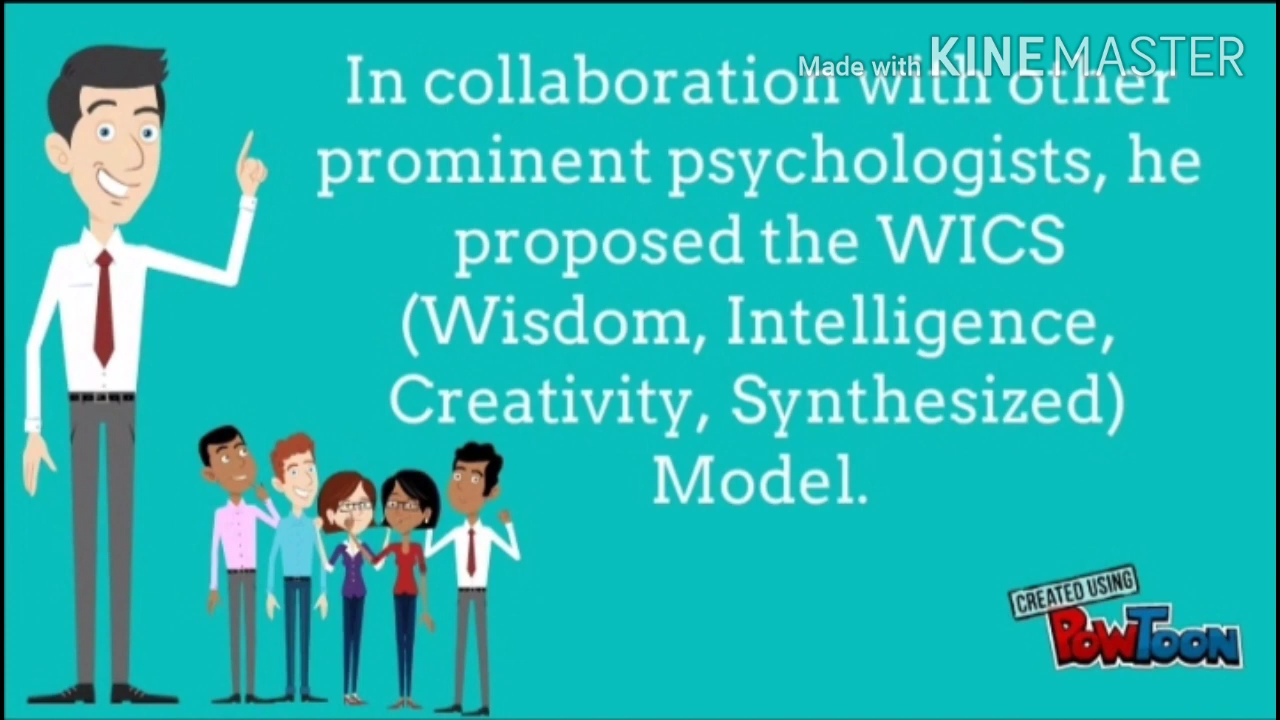 Made with KINEMASTER
In collaboration with other
prominent psychologists, he
proposed the WICS
(Wisdom, Intelligence,
Creativity, Synthesized)
Model.
CREATED USING
POWTOON